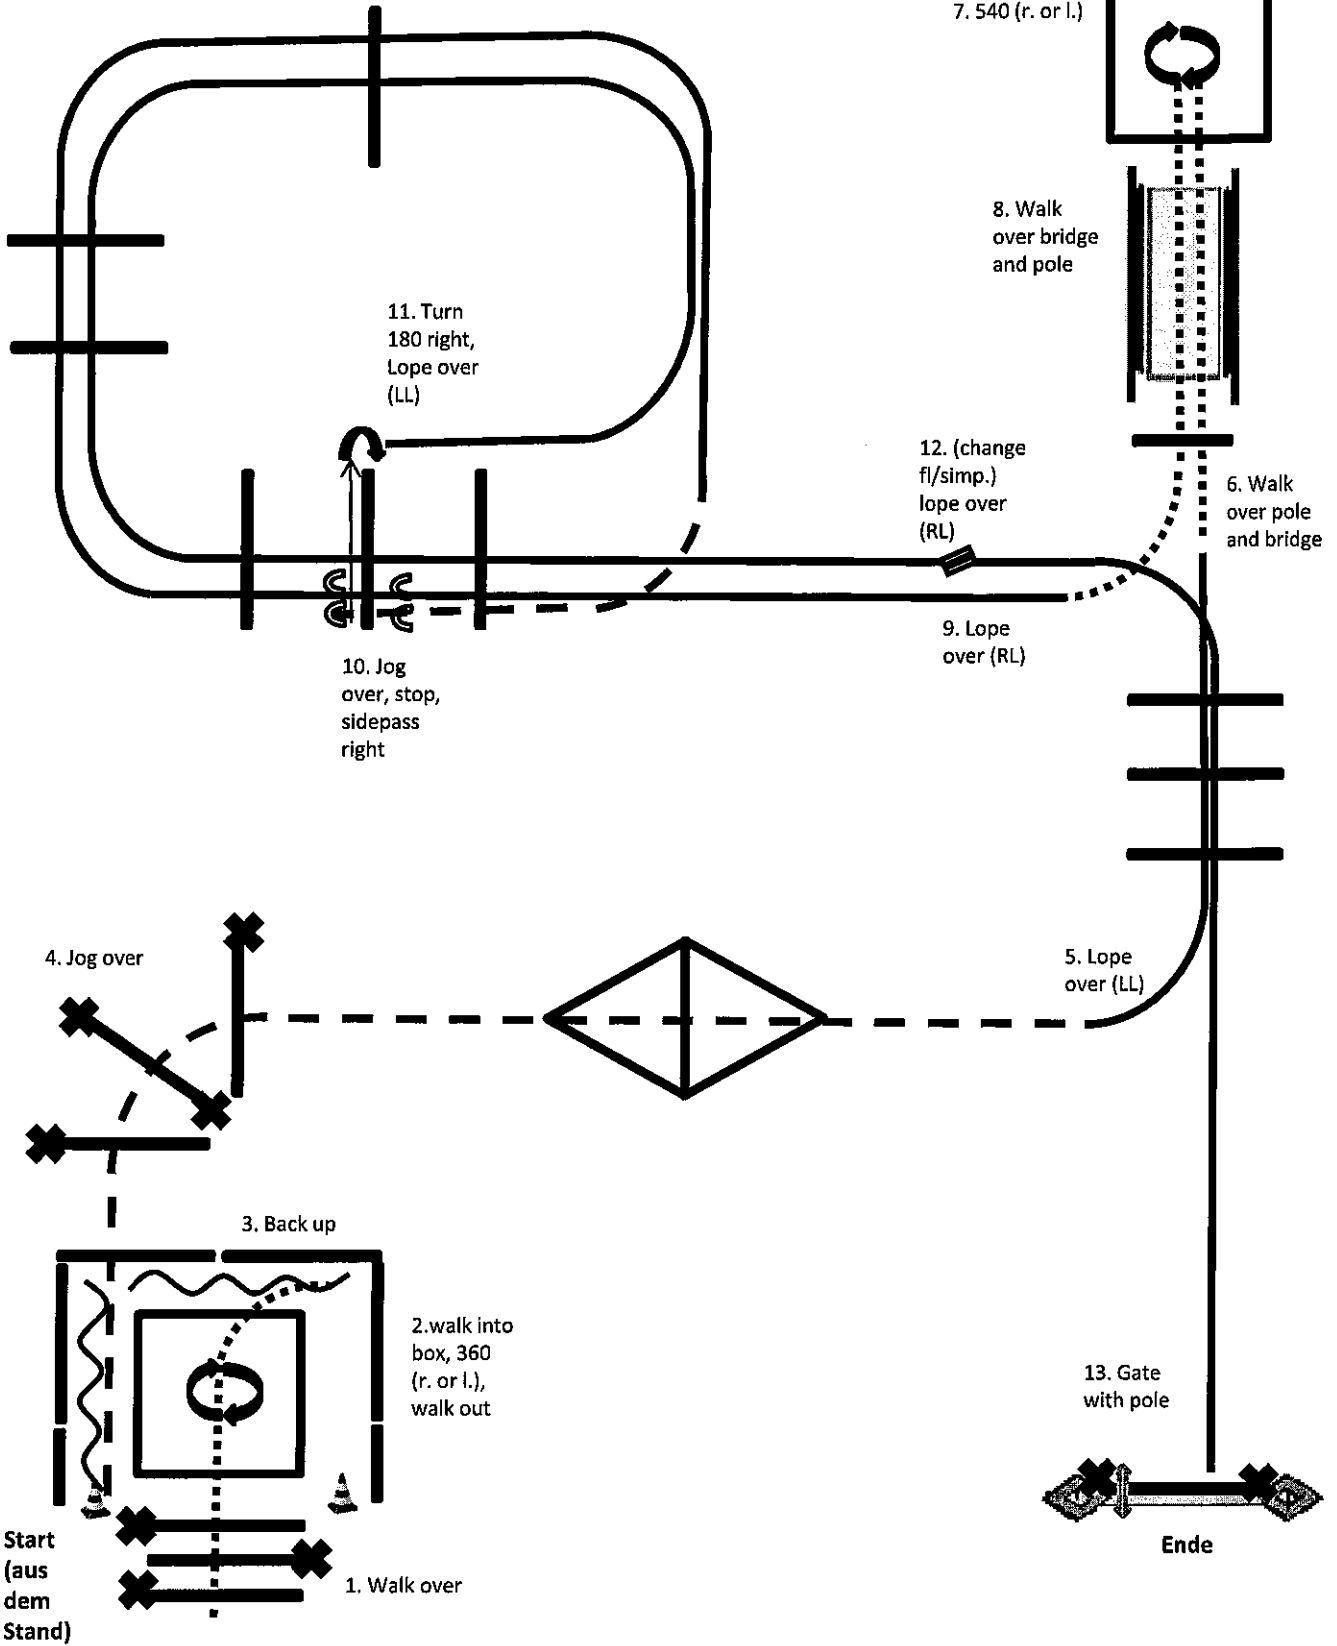 7. 540 (r. or l.)
8. Walk
over bridge
and pole
11. Turn
180 right,
Lope over
(LL)
12. (change
fl/simp.)
lope over
(RL)
6. Walk
over pole
and bridge
9. Lope
over (RL)
10. Jog
over, stop,
sidepass
right
4. Jog over
5. Lope
over (LL)
3. Back up
2.walk into
box, 360
(r. or l.),
walk out
13. Gate
with pole
Start
(aus
dem
Stand)
1. Walk over
Ende